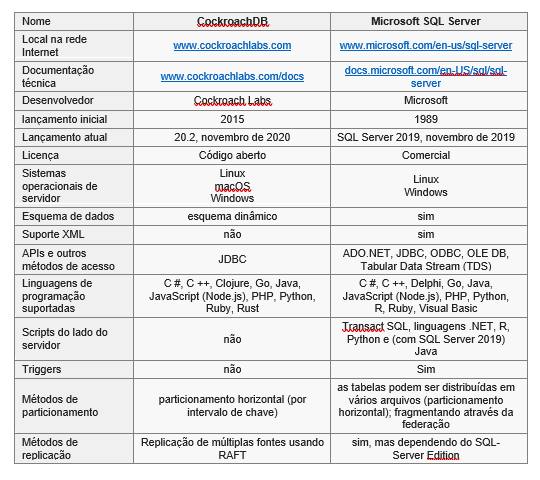 Nome CockroachDB Microsoft SQL Server
Local na rede
Internet
www.cockroachlabs.com www.microsoft.com/en-us/sql-server
Documentação
técnica
www.cockroachlabs.com/docs
docs.microsoft.com/en-US/sql/sql-
server
Desenvolvedor Cockroach Labs Microsoft
lançamento inicial 2015 1989
Lançamento atual 20.2, novembro de 2020 SQL Server 2019, novembro de 2019
Licença Código aberto Comercial
Sistemas
operacionais de
servidor
Linux
macOS
Windows
Linux
Windows
Esquema de dados esquema dinâmico sim
Suporte XML não sim
APIs e outros
métodos de acesso
JDBC
ADO.NET, JDBC, ODBC, OLE DB,
Tabular Data Stream (TDS)
Linguagens de
programação
suportadas
C #, C ++, Clojure, Go, Java,
JavaScript (Node.js), PHP, Python,
Ruby, Rust
C #, C ++, Delphi, Go, Java,
JavaScript (Node.js), PHP, Python,
R, Ruby, Visual Basic
Scripts do lado do
servidor
não
Transact SQL, linguagens .NET, R,
Python e (com SQL Server 2019)
Java
Triggers não Sim
Métodos de
particionamento
particionamento horizontal (por
intervalo de chave)
as tabelas podem ser distribuídas em
vários arquivos (particionamento
horizontal); fragmentando através da
federação
Métodos de
replicação
Replicação de múltiplas fontes usando
RAFT
sim, mas dependendo do SQL-
Server Edition